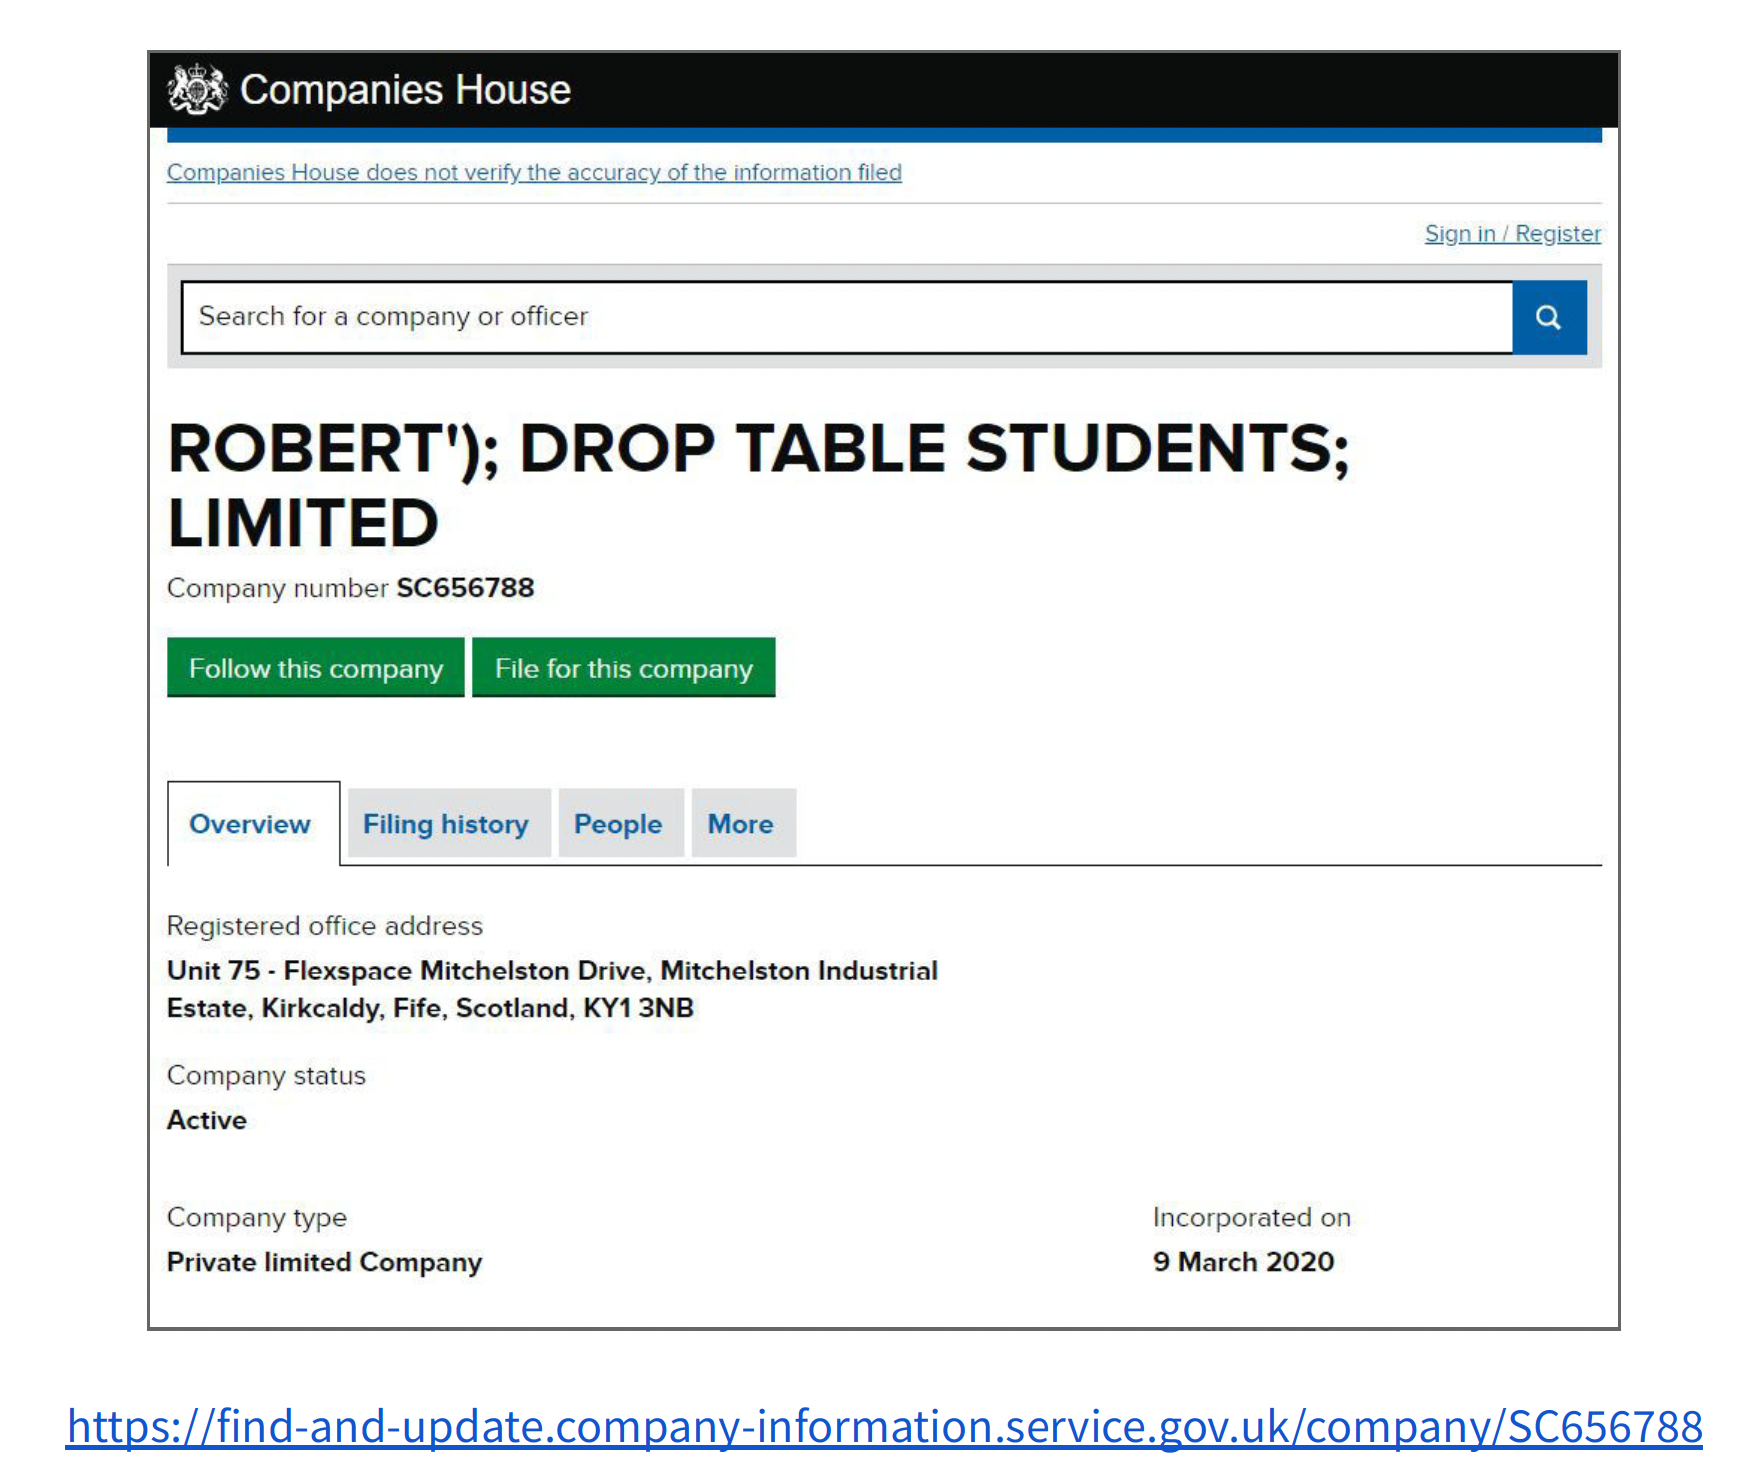 Companies House
Companies House does not verify the accuracy of the information filed
Sign in / Register
Search for a company or officer
ROBERT'); DROP TABLE STUDENTS;
LIMITED
Company number SC656788
Follow this company File for this company
Overview Filing history People More
Registered office address
Unit 75 - Flexspace Mitchelston Drive, Mitchelston Industrial
Estate, Kirkcaldy, Fife, Scotland, KY1 3NB
Company status
Active
Company type Incorporated on
Private limited Company 9 March 2020
https://find-and-update.company-information.service.gov.uk/company/SC656788